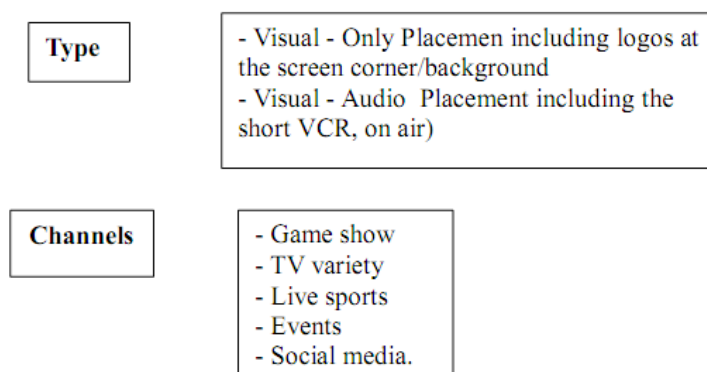 Type
- Visual - Only Placemen including logos at
the screen corner/background
- Visual - Audio Placement including the
short VCR, on air)
Channels
- Game show
- TV variety
- Live sports
- Events
- Social media.